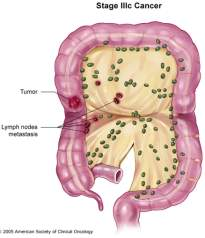 Stage IIIc Cancer
Tumor
Lymph nodes
metastasis
© 2005 American Society of Clinical Oncology